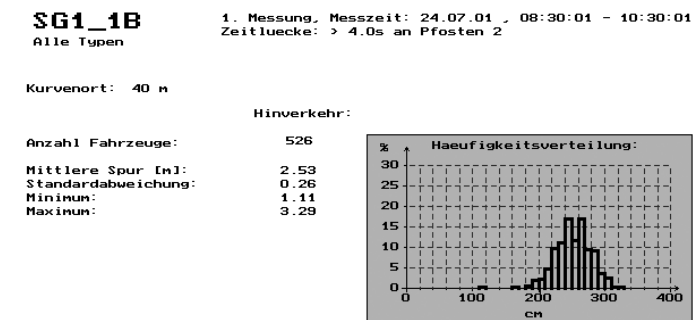 SG1_1B
Alle Typen
1. Messung, Messzeit: 24.07.01 , 08:30:01 - 10:30:01
Zeitluecke: > 4.0s an Pfosten 2
Kurvenort: 40 m
Hinverkehr:
Anzahl Fahrzeuge: 526
Mittlere Spur [m]: 2.53
Standardabweichung: 0.26
Minimum: 1.11
Maximum: 3.29
% Haeufigkeitsverteilung:
30
25
20
15
10
5
0
0 100 200 300 400
cm